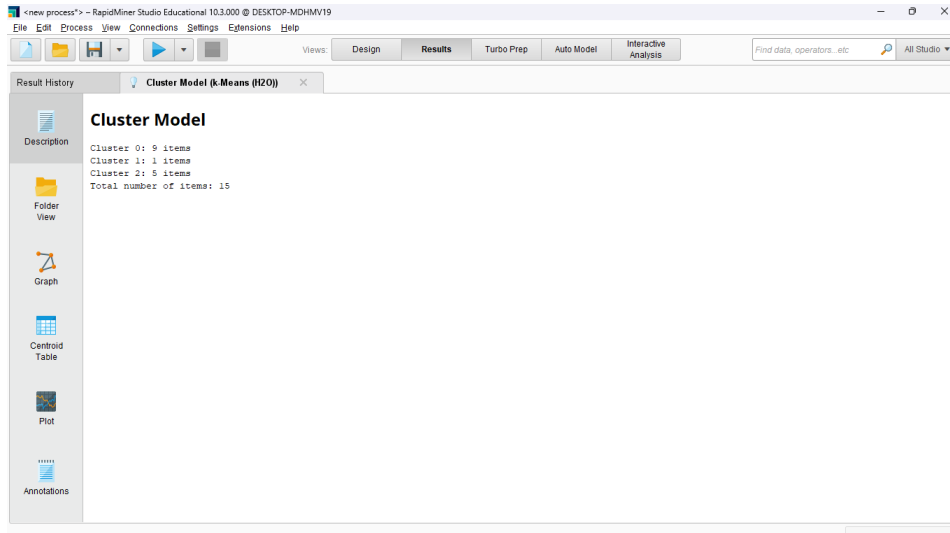 <new process*> – RapidMiner Studio Educational 10.3.000 @ DESKTOP-MDHMV19
File Edit Process View Connections Settings Extensions Help
Views: Design Results Turbo Prep Auto Model Interactive Analysis Find data, operators...etc All Studio
Result History Cluster Model (k-Means (H2O))
Description
Folder View
Graph
Centroid Table
Plot
Annotations
Cluster Model
Cluster 0: 9 items
Cluster 1: 1 items
Cluster 2: 5 items
Total number of items: 15